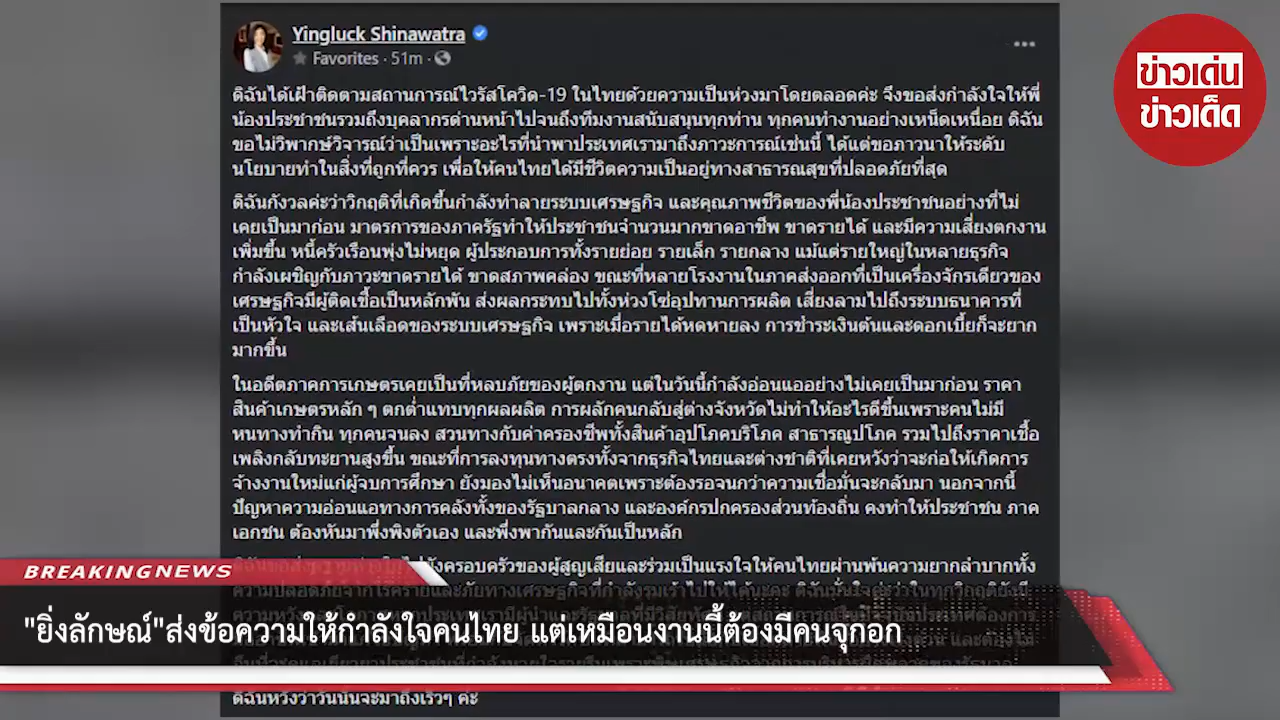 Yingluck Shinawatra
Favorites · 51m ·
ข่าวเด่น
ข่าวเด็ด
ดิฉันได้เฝ้าติดตามสถานการณ์ไวรัสโควิด-19 ในไทยด้วยความเป็นห่วงมาโดยตลอดค่ะ จึงขอส่งกำลังใจให้พี่
น้องประชาชนรวมถึงบุคลากรด่านหน้าไปจนถึงทีมงานสนับสนุนทุกท่าน ทุกคนทำงานอย่างเหน็ดเหนื่อย ดิฉัน
ขอไม่วิพากษ์วิจารณ์ว่าเป็นเพราะอะไรที่นำพาประเทศเรามาถึงภาวะการณ์เช่นนี้ ได้แต่ขอภาวนาให้ระดับ
นโยบายทำในสิ่งที่ถูกที่ควร เพื่อให้คนไทยได้มีชีวิตความเป็นอยู่ทางสาธารณสุขที่ปลอดภัยที่สุด
ดิฉันกังวลค่ะว่าวิกฤติที่เกิดขึ้นกำลังทำลายระบบเศรษฐกิจ และคุณภาพชีวิตของพี่น้องประชาชนอย่างที่ไม่
เคยเป็นมาก่อน มาตรการของภาครัฐทำให้ประชาชนจำนวนมากขาดอาชีพ ขาดรายได้ และมีความเสี่ยงตกงาน
เพิ่มขึ้น หนี้ครัวเรือนพุ่งไม่หยุด ผู้ประกอบการทั้งรายย่อย รายเล็ก รายกลาง แม้แต่รายใหญ่ในหลายธุรกิจ
กำลังเผชิญกับภาวะขาดรายได้ ขาดสภาพคล่อง ขณะที่หลายโรงงานในภาคส่งออกที่เป็นเครื่องจักรเดียวของ
เศรษฐกิจมีผู้ติดเชื้อเป็นหลักพัน ส่งผลกระทบไปทั้งห่วงโซ่อุปทานการผลิต เสี่ยงลามไปถึงระบบธนาคารที่
เป็นหัวใจ และเส้นเลือดของระบบเศรษฐกิจ เพราะเมื่อรายได้หดหายลง การชำระเงินต้นและดอกเบี้ยก็จะยาก
มากขึ้น
ในอดีตภาคการเกษตรเคยเป็นที่หลบภัยของผู้ตกงาน แต่ในวันนี้กำลังอ่อนแออย่างไม่เคยเป็นมาก่อน ราคา
สินค้าเกษตรหลัก ๆ ตกต่ำแทบทุกผลผลิต การผลักคนกลับสู่ต่างจังหวัดไม่ทำให้อะไรดีขึ้นเพราะคนไม่มี
หนทางทำกิน ทุกคนจนลง สวนทางกับค่าครองชีพทั้งสินค้าอุปโภคบริโภค สาธารณูปโภค รวมไปถึงราคาเชื้อ
เพลิงกลับทะยานสูงขึ้น ขณะที่การลงทุนทางตรงทั้งจากธุรกิจไทยและต่างชาติที่เคยหวังว่าจะก่อให้เกิดการ
จ้างงานใหม่แก่ผู้จบการศึกษา ยังมองไม่เห็นอนาคตเพราะต้องรอจนกว่าความเชื่อมั่นจะกลับมา นอกจากนี้
ปัญหาความอ่อนแอทางการคลังทั้งของรัฐบาลกลาง และองค์กรปกครองส่วนท้องถิ่น คงทำให้ประชาชน ภาค
เอกชน ต้องหันมาพึ่งพิงตัวเอง และพึ่งพากันและกันเป็นหลัก
ครอบครัวของผู้สูญเสียและร่วมเป็นแรงใจให้คนไทยผ่านพ้นความยากลำบากทั้ง
BREAKING NEWS
"ยิ่งลักษณ์"ส่งข้อความให้กำลังใจคนไทย แต่เหมือนงานนี้ต้องมีคนจุกอก
ดิฉันหวังว่าวันนั้นจะมาถึงเร็วๆ ค่ะ